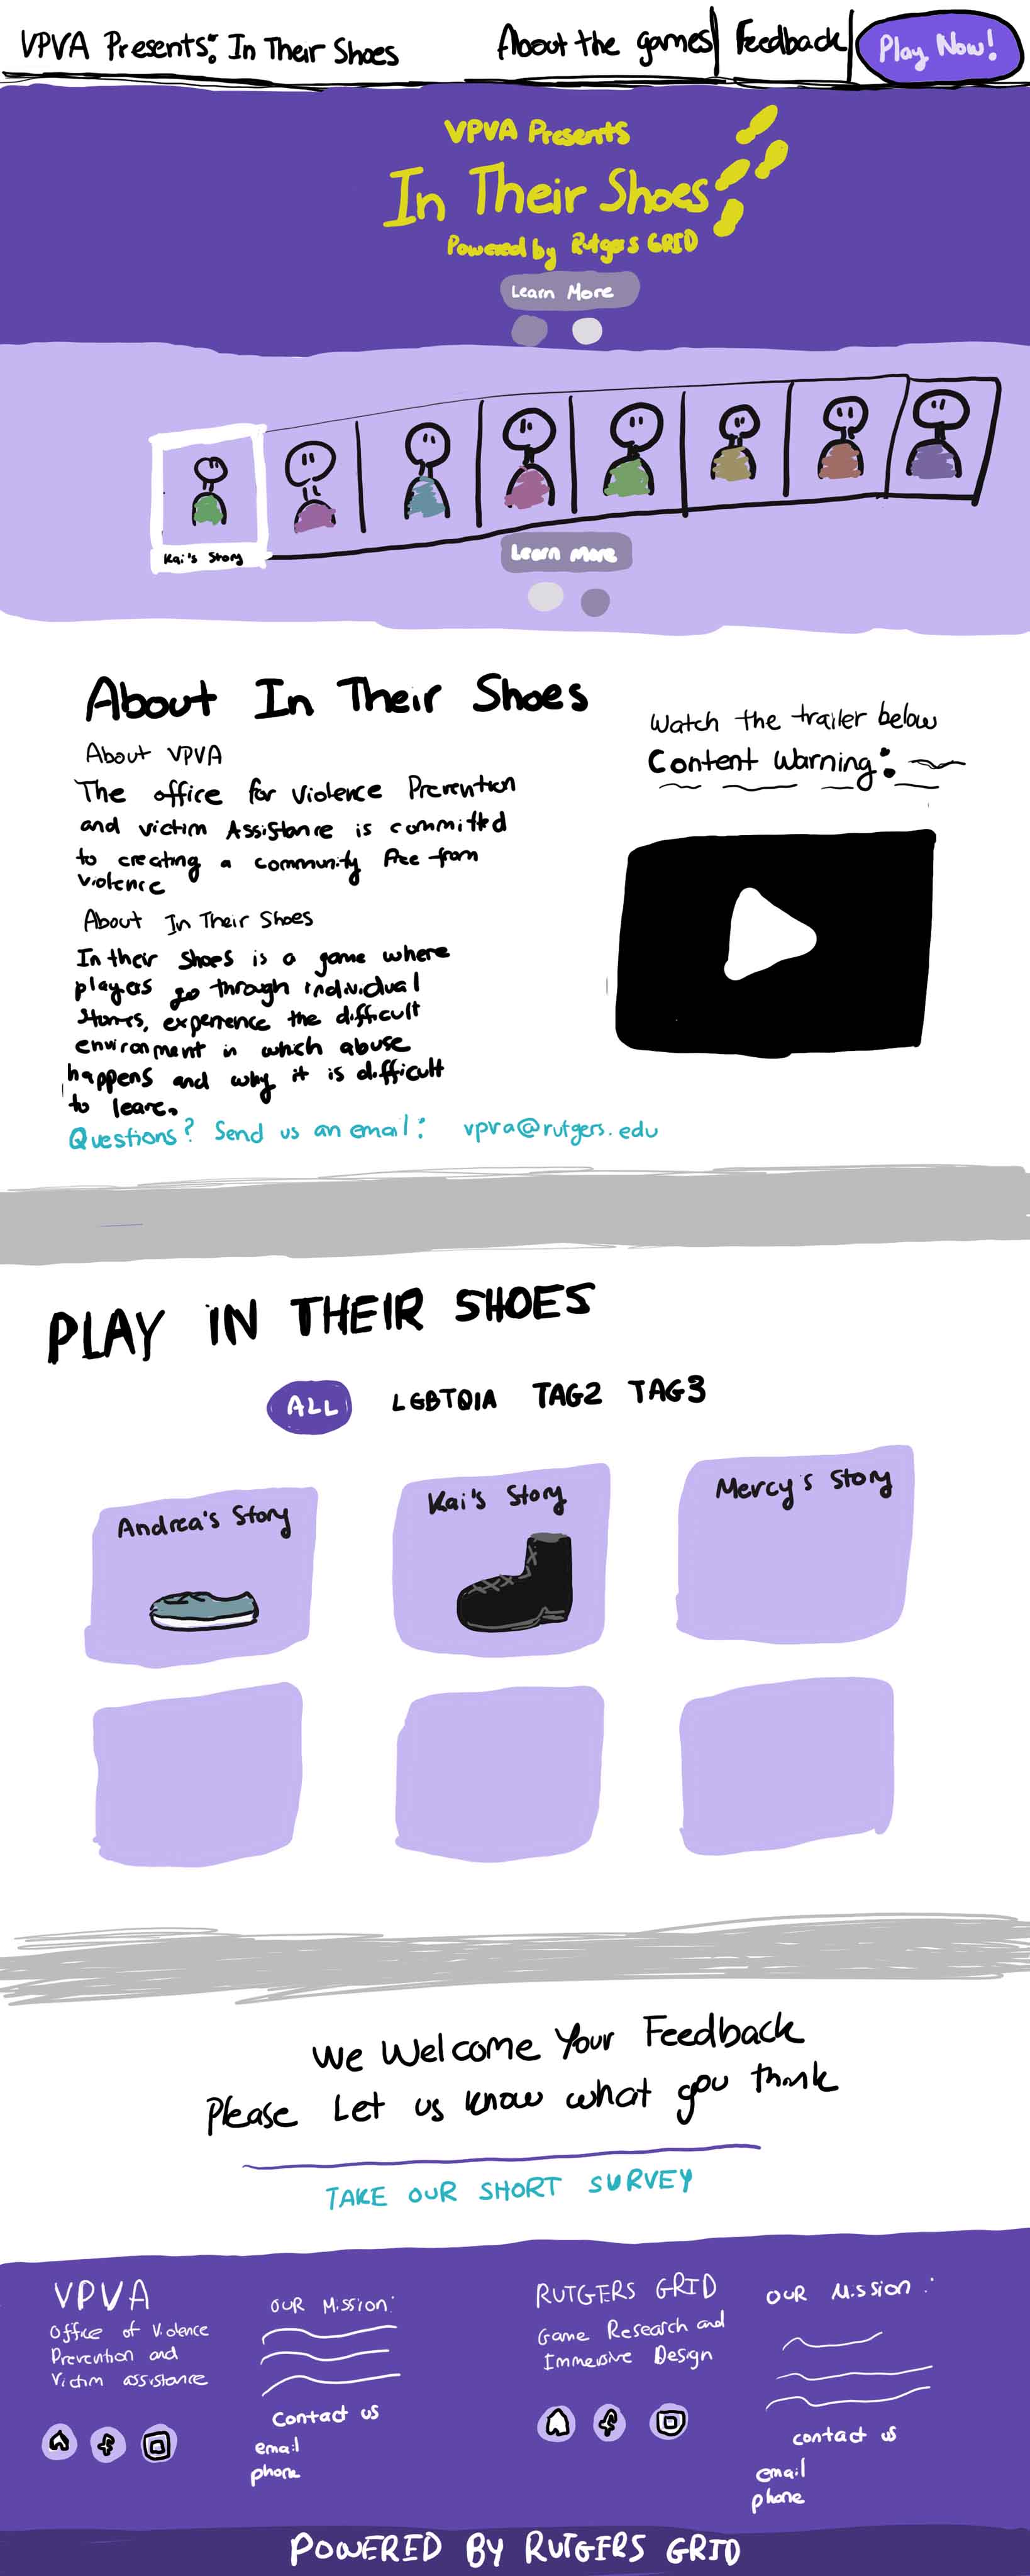 VPVA Presents: In Their Shoes
About the games
Feedback
Play Now!
VPVA Presents
In Their Shoes
Powered by Rutgers GRID
Learn More
Kai's Story
Learn more
About In Their Shoes
About VPVA
The office for violence Prevention
and victim Assistance is committed
to creating a community free from
violence
About In Their Shoes
In their shoes is a game where
players go through individual
stories, experience the difficult
environment in which abuse
happens and why it is difficult
to leave.
Questions? Send us an email: vpva@rutgers.edu
Watch the trailer below
Content Warning:
PLAY IN THEIR SHOES
ALL
LGBTQIA
TAG2
TAG3
Andrea's Story
Kai's Story
Mercy's Story
We Welcome Your Feedback
Please Let us know what you think
TAKE OUR SHORT SURVEY
VPVA
Office of Violence
Prevention and
Victim assistance
OUR Mission:
Contact us
email
phone
RUTGERS GRID
Game Research and
Immersive Design
OUR Mission:
contact us
email
phone
POWERED BY RUTGERS GRID